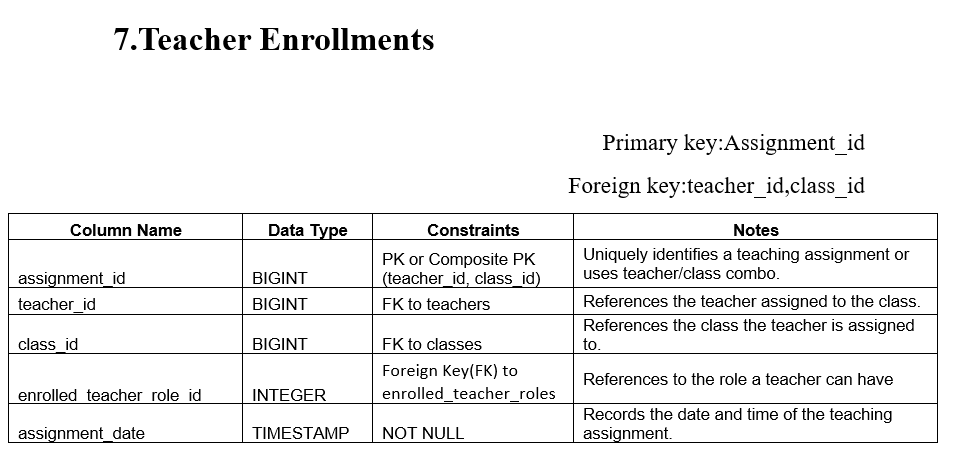 7.Teacher Enrollments
Primary key:Assignment_id
Foreign key:teacher_id,class_id
Column Name Data Type Constraints Notes
assignment_id BIGINT PK or Composite PK (teacher_id, class_id) Uniquely identifies a teaching assignment or uses teacher/class combo.
teacher_id BIGINT FK to teachers References the teacher assigned to the class.
class_id BIGINT FK to classes References the class the teacher is assigned to.
enrolled_teacher_role_id INTEGER Foreign Key(FK) to enrolled_teacher_roles References to the role a teacher can have
assignment_date TIMESTAMP NOT NULL Records the date and time of the teaching assignment.